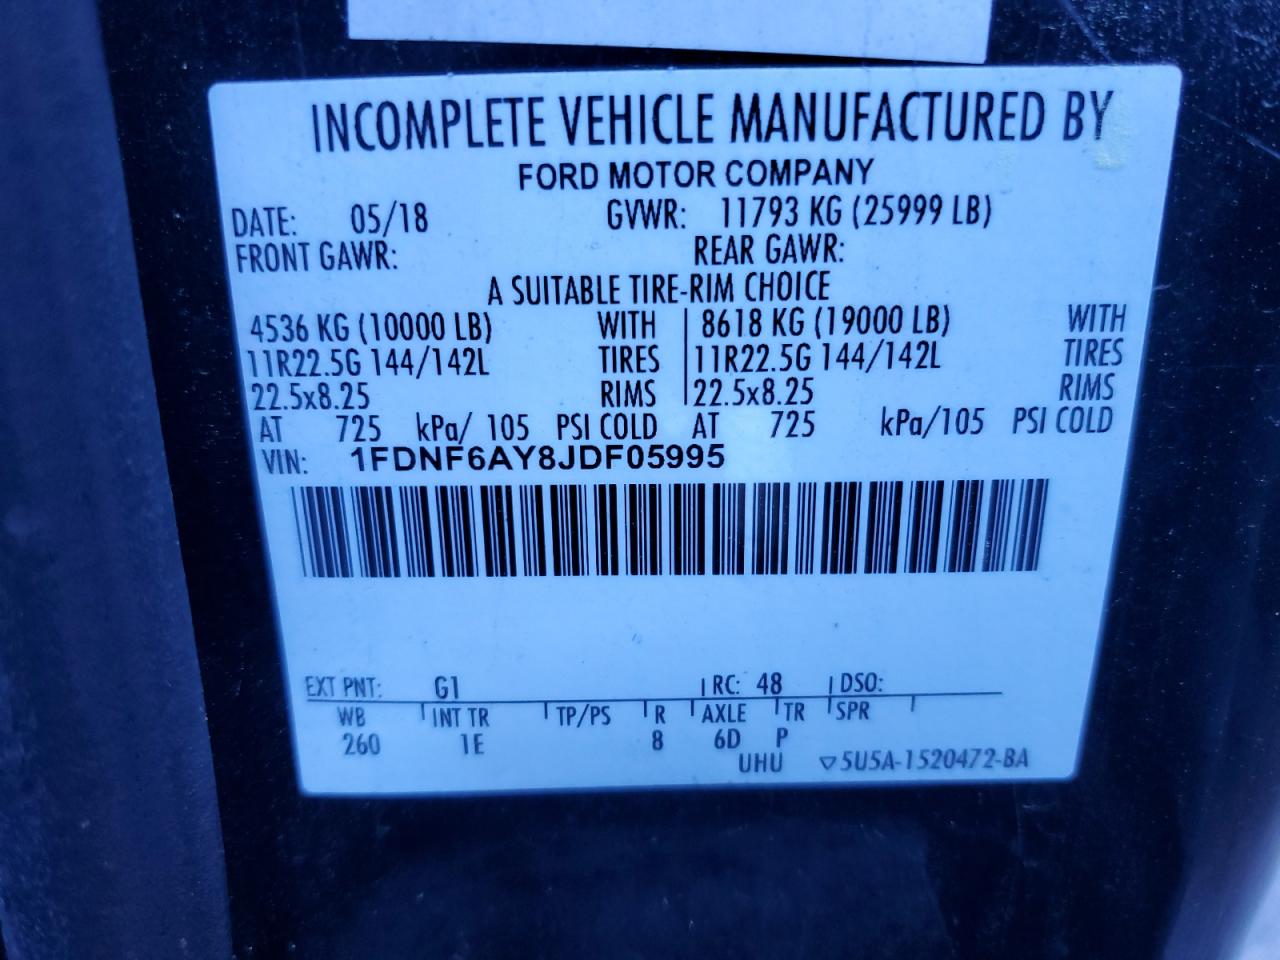 INCOMPLETE VEHICLE MANUFACTURED BY
FORD MOTOR COMPANY
DATE: 05/18 GVWR: 11793 KG (25999 LB)
FRONT GAWR: REAR GAWR:
A SUITABLE TIRE-RIM CHOICE
4536 KG (10000 LB) WITH 8618 KG (19000 LB) WITH
11R22.5G 144/142L TIRES 11R22.5G 144/142L TIRES
22.5x8.25 RIMS 22.5x8.25 RIMS
AT 725 kPa/ 105 PSI COLD AT 725 kPa/105 PSI COLD
VIN: 1FDNF6AY8JDF05995
EXT PNT: G1 RC: 48 DSO:
WB INT TR TP/PS R AXLE TR SPR
260 1E 8 6D P
UHU ▽5U5A-1520472-BA